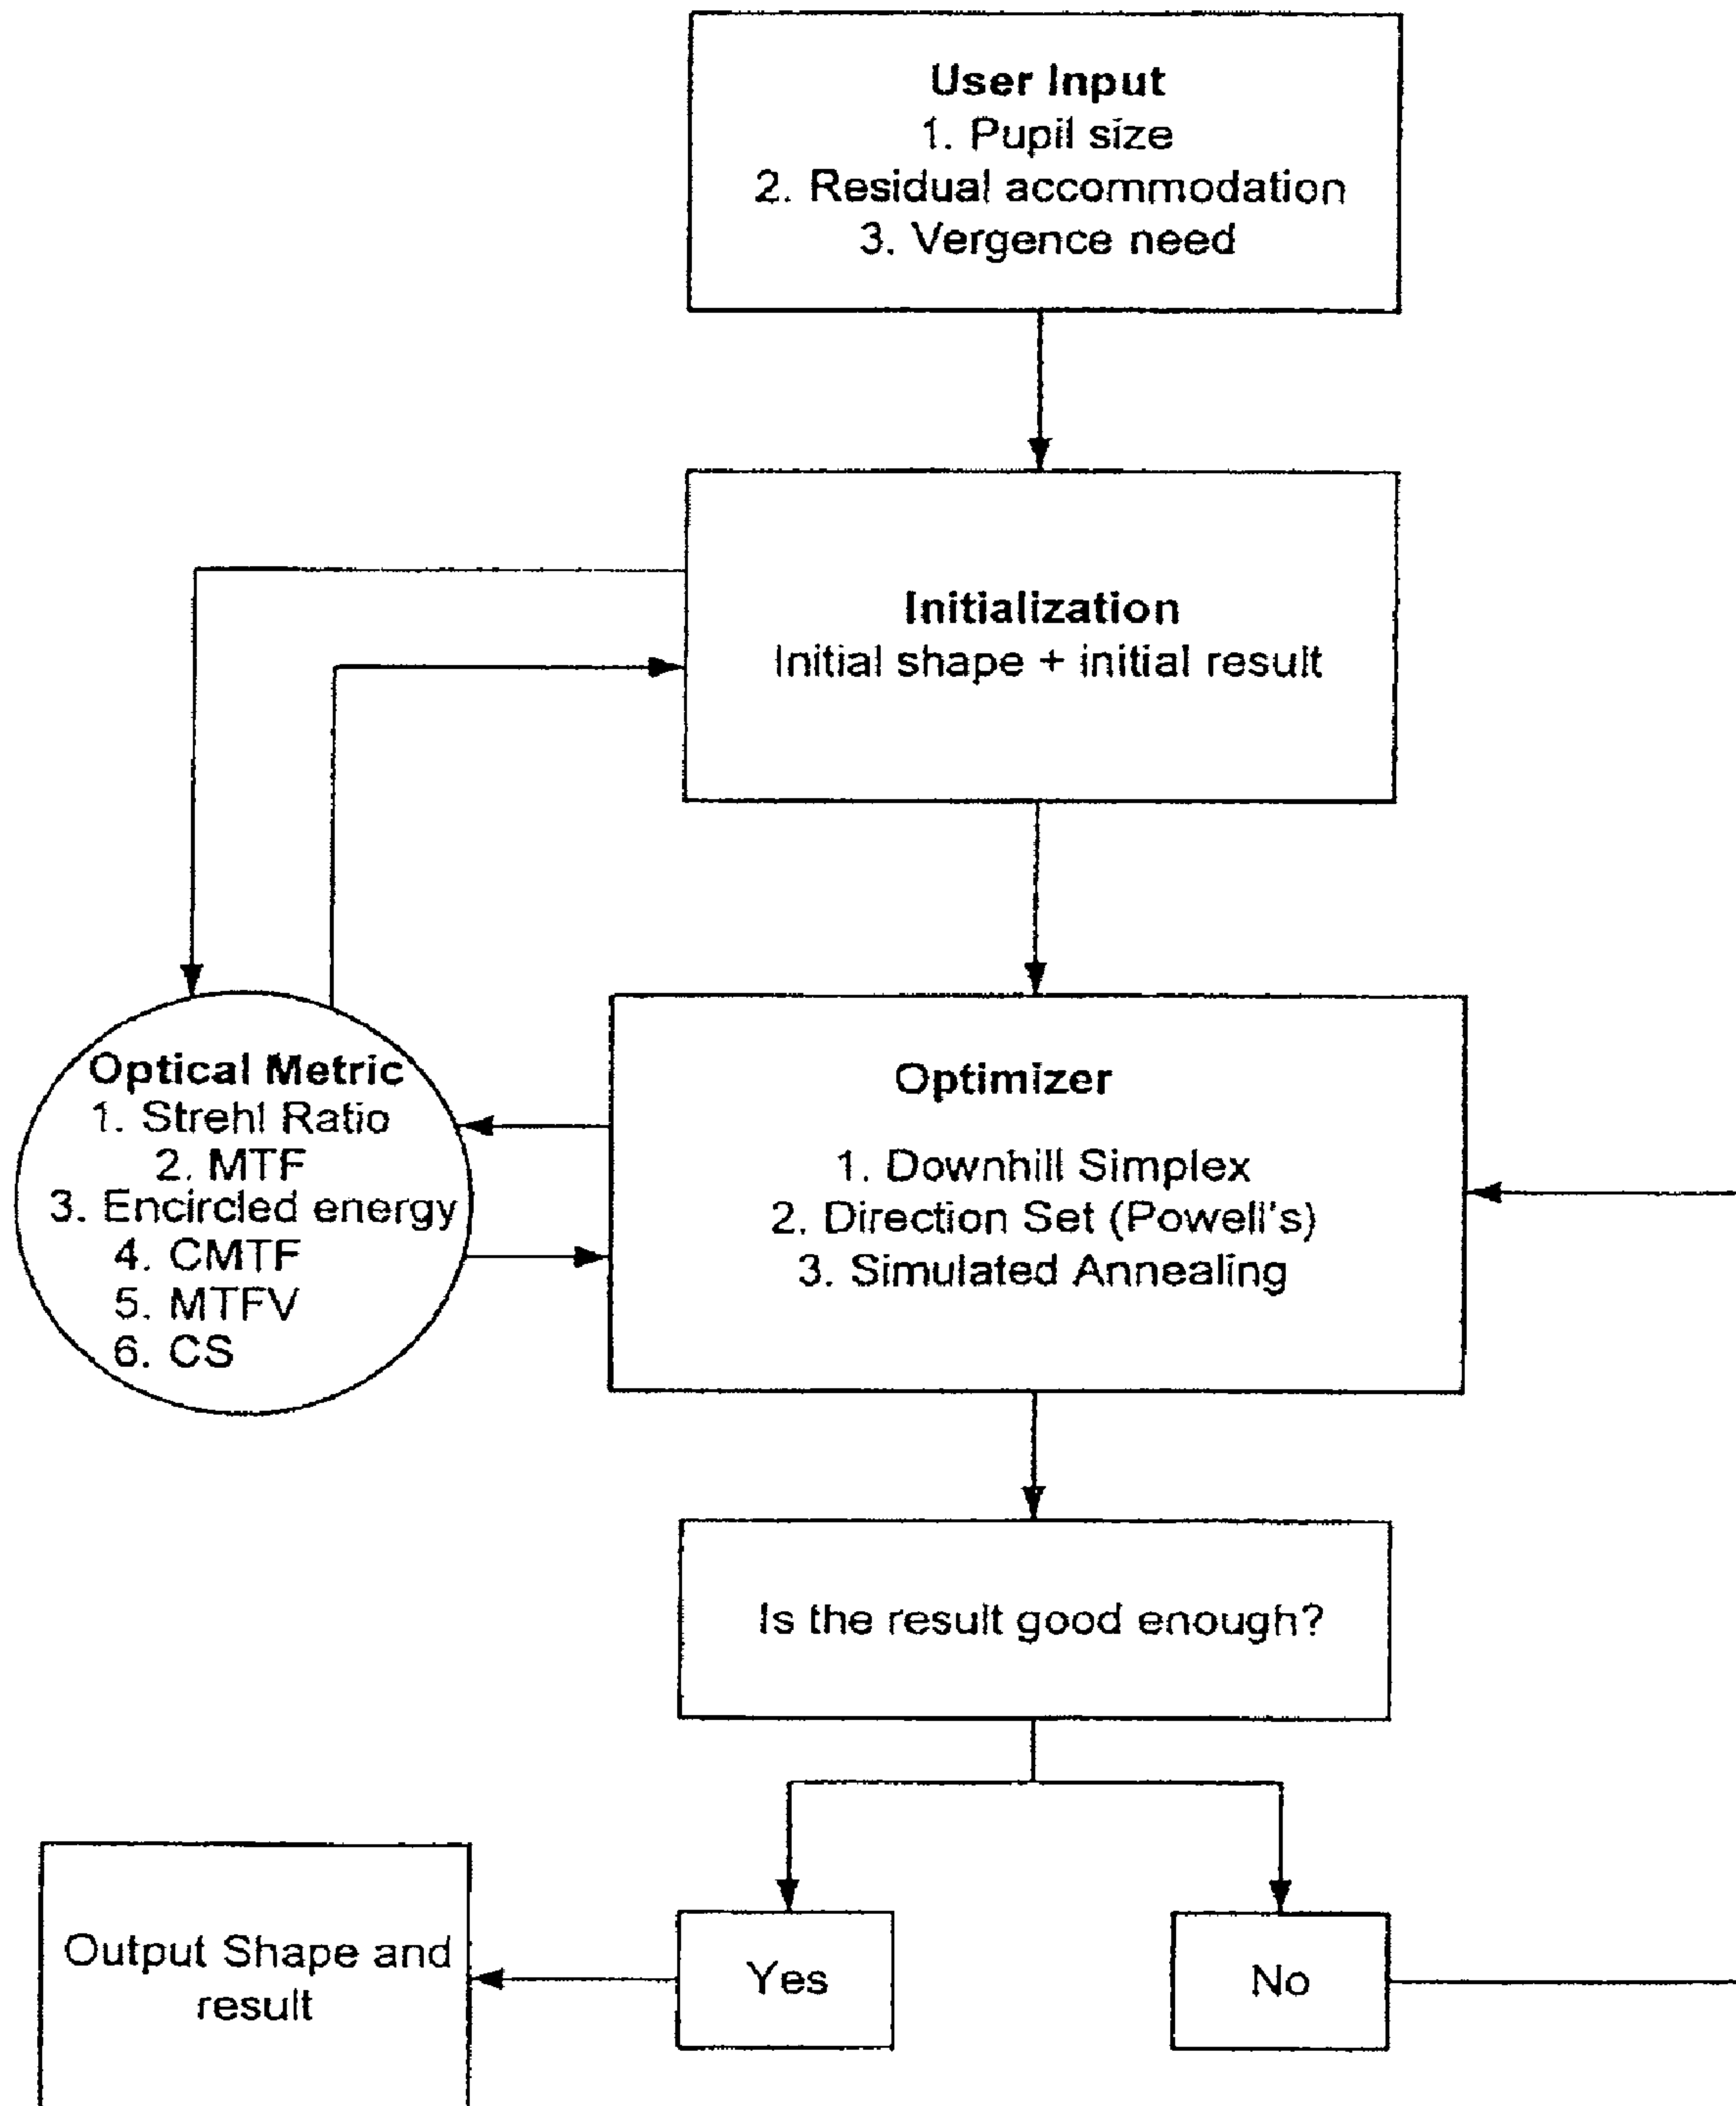 User Input
1. Pupil size
2. Residual accommodation
3. Vergence need
Initialization
Initial shape + initial result
Optical Metric
1. Strehl Ratio
2. MTF
3. Encircled energy
4. CMTF
5. MTFV
6. CS
Optimizer
1. Downhill Simplex
2. Direction Set (Powell's)
3. Simulated Annealing
Is the result good enough?
Yes
No
Output Shape and
result